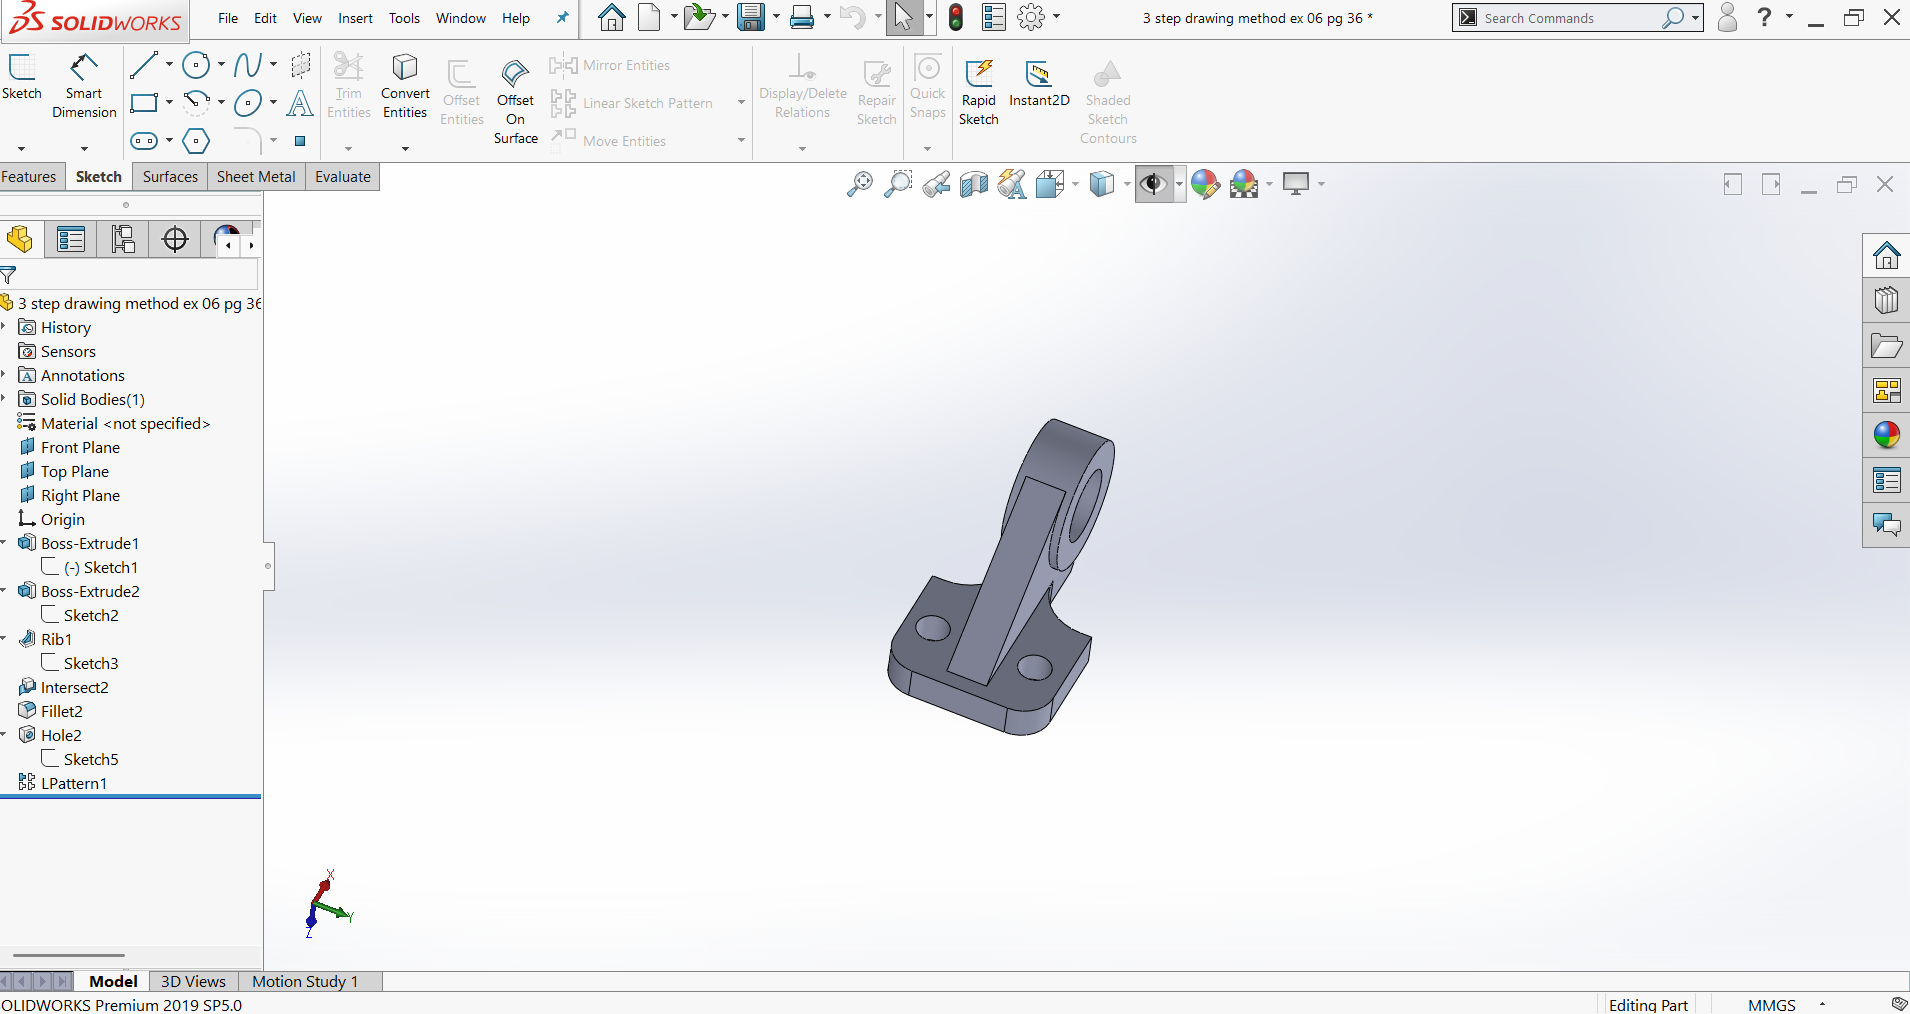 SOLIDWORKS File Edit View Insert Tools Window Help 3 step drawing method ex 06 pg 36 * Search Commands ?
Sketch
Smart
Dimension
A
Trim
Entities
Convert
Entities
Offset
Entities
Offset
On
Surface
Mirror Entities
Linear Sketch Pattern
Move Entities
Display/Delete
Relations
Repair
Sketch
Quick
Snaps
Rapid
Sketch
Instant2D
Shaded
Sketch
Contours
Features Sketch Surfaces Sheet Metal Evaluate
3 step drawing method ex 06 pg 36
History
Sensors
Annotations
Solid Bodies(1)
Material <not specified>
Front Plane
Top Plane
Right Plane
Origin
Boss-Extrude1
(-) Sketch1
Boss-Extrude2
Sketch2
Rib1
Sketch3
Intersect2
Fillet2
Hole2
Sketch5
LPattern1
X
Y
Z
Model 3D Views Motion Study 1
OLIDWORKS Premium 2019 SP5.0 Editing Part MMGS